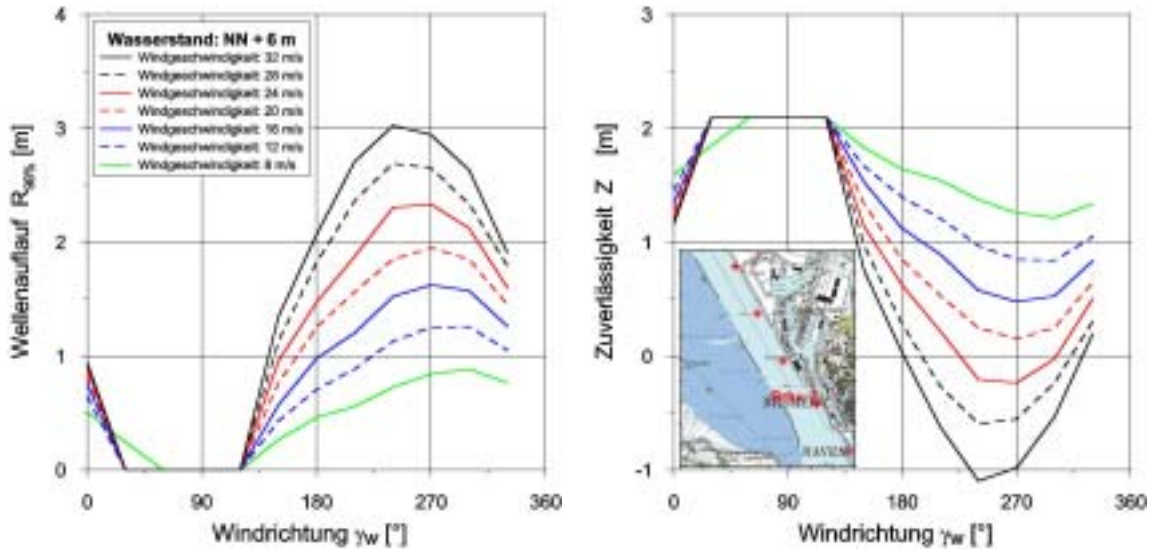 4
3
2
1
0
Wellenauflauf R98% [m]
Wasserstand: NN + 6 m
Windgeschwindigkeit: 32 m/s
Windgeschwindigkeit: 28 m/s
Windgeschwindigkeit: 24 m/s
Windgeschwindigkeit: 20 m/s
Windgeschwindigkeit: 16 m/s
Windgeschwindigkeit: 12 m/s
Windgeschwindigkeit: 8 m/s
0 90 180 270 360
Windrichtung γw [°]
3
2
1
0
-1
Zuverlässigkeit Z [m]
0 90 180 270 360
Windrichtung γw [°]